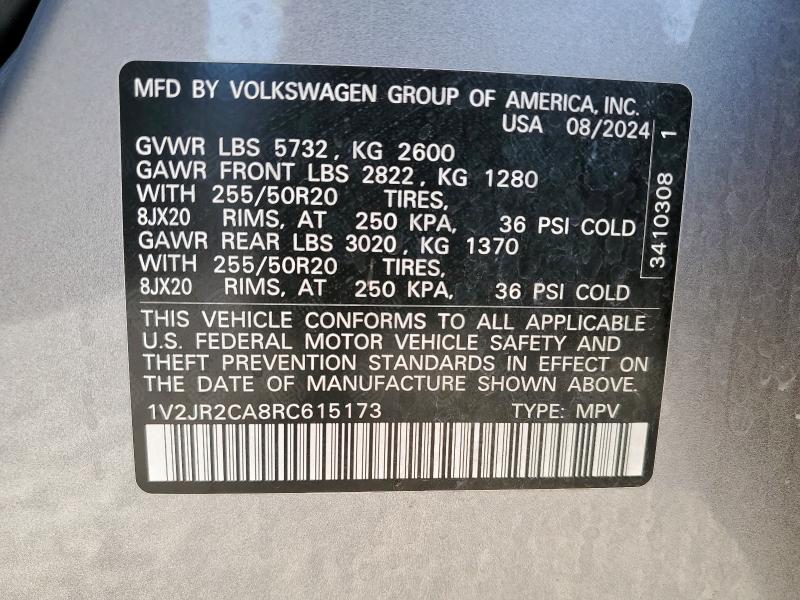 MFD BY VOLKSWAGEN GROUP OF AMERICA, INC.
USA 08/2024
GVWR LBS 5732, KG 2600
GAWR FRONT LBS 2822, KG 1280
WITH 255/50R20 TIRES,
8JX20 RIMS, AT 250 KPA, 36 PSI COLD
GAWR REAR LBS 3020, KG 1370
WITH 255/50R20 TIRES,
8JX20 RIMS, AT 250 KPA, 36 PSI COLD
3410308 1
THIS VEHICLE CONFORMS TO ALL APPLICABLE
U.S. FEDERAL MOTOR VEHICLE SAFETY AND
THEFT PREVENTION STANDARDS IN EFFECT ON
THE DATE OF MANUFACTURE SHOWN ABOVE.
1V2JR2CA8RC615173 TYPE: MPV